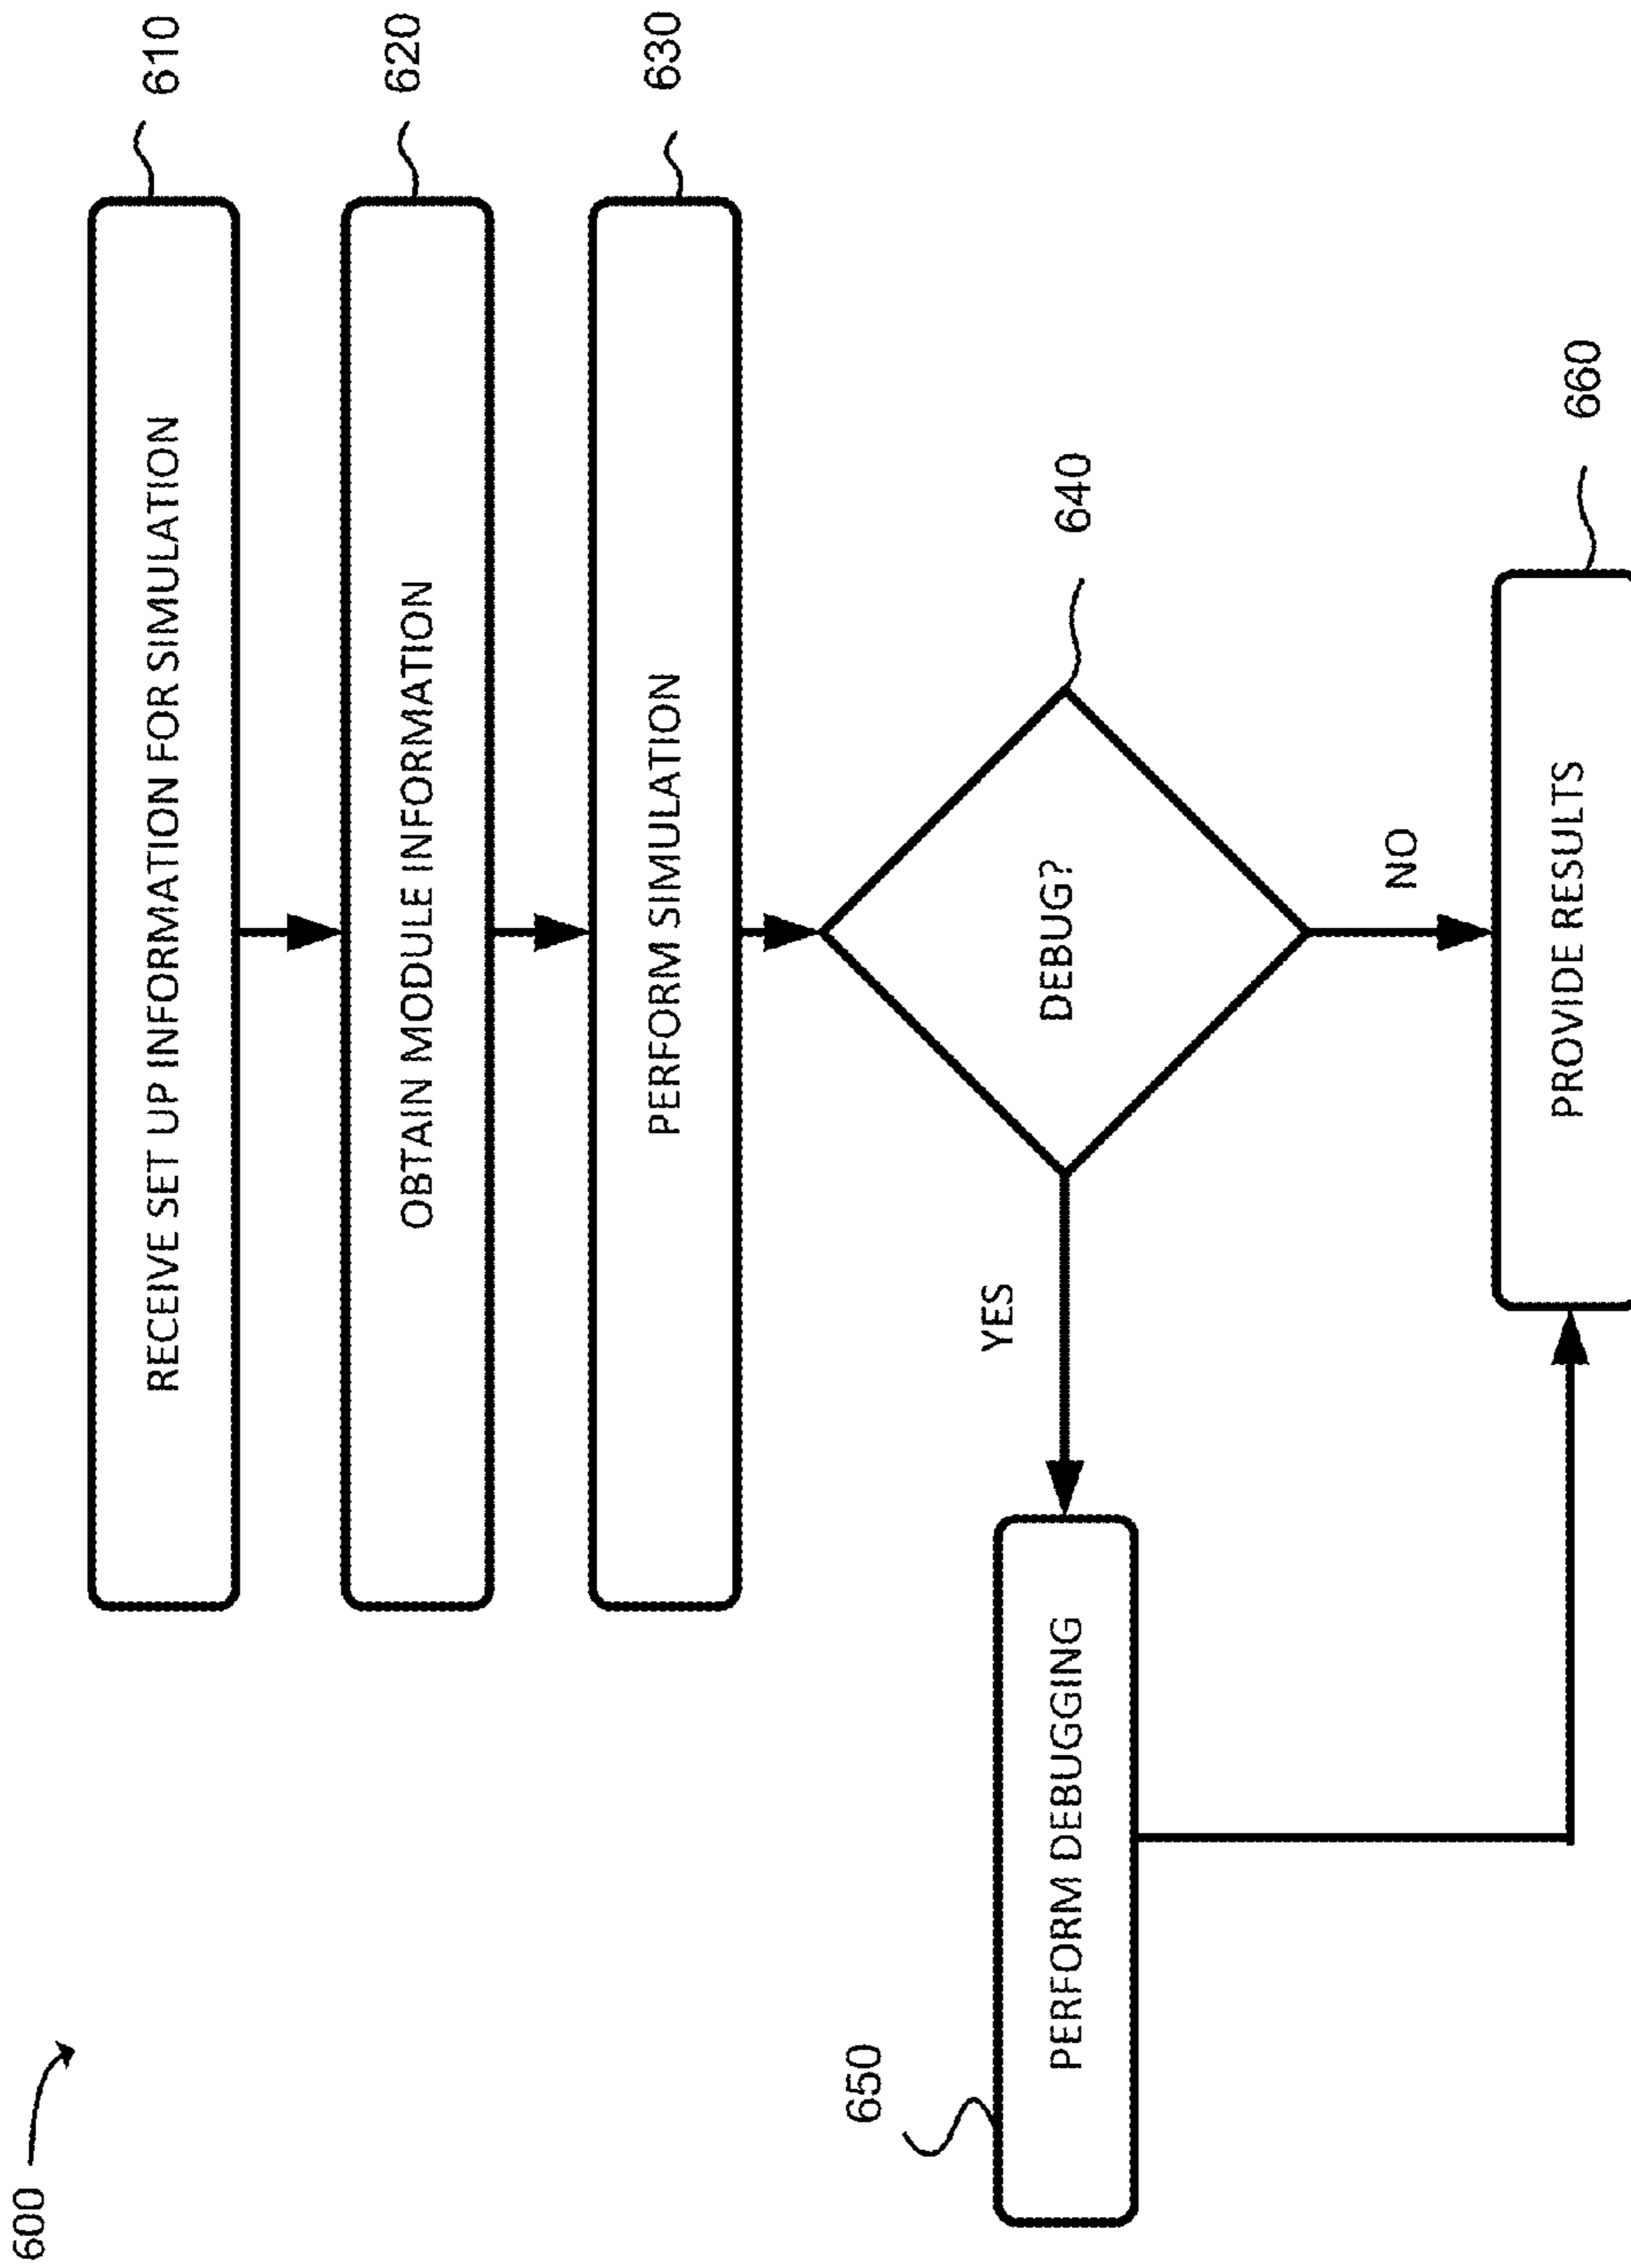 600
RECEIVE SET UP INFORMATION FOR SIMULATION
610
OBTAIN MODULE INFORMATION
620
PERFORM SIMULATION
630
DEBUG?
640
YES
650
PERFORM DEBUGGING
NO
PROVIDE RESULTS
660